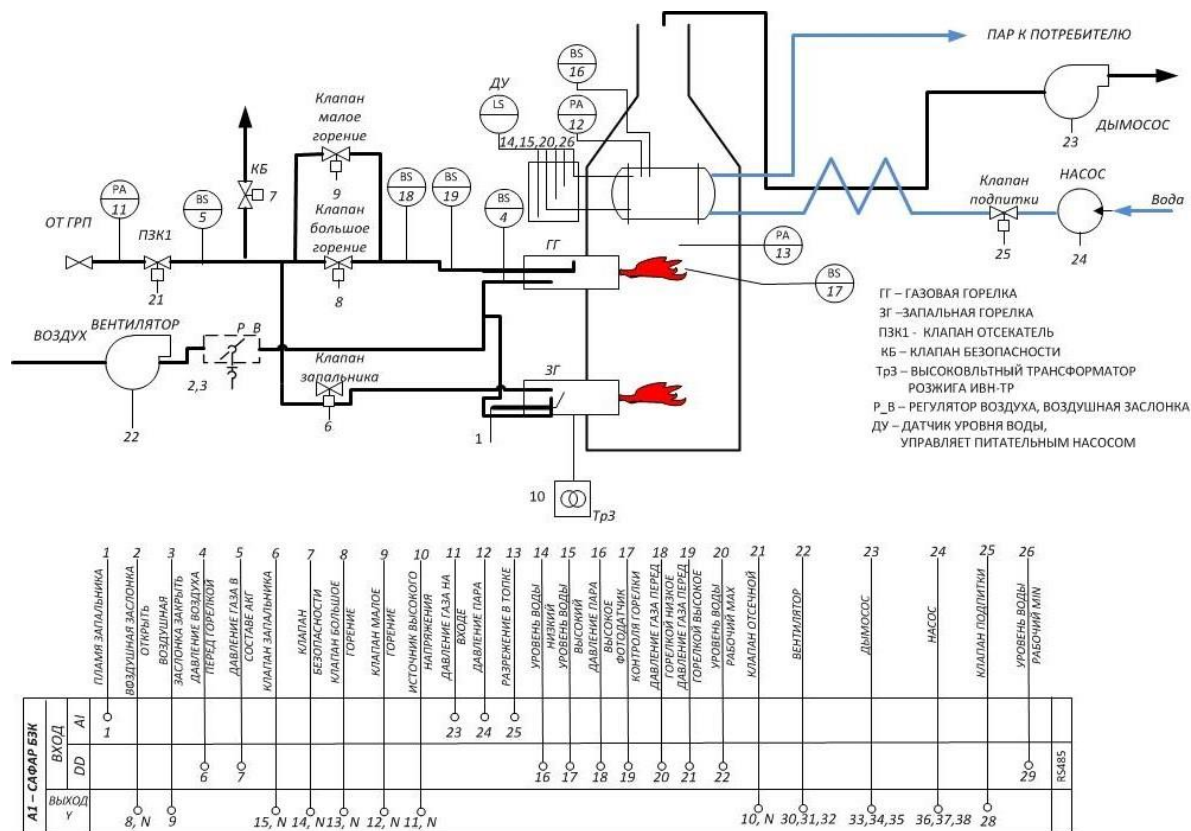 ПАР К ПОТРЕБИТЕЛЮ
BS
16
ДУ
LS
PA
12
14,15,20,26
23
ДЫМОСОС
Клапан
малое
горение
9
КБ
7
BS
18
BS
19
BS
4
PA
11
BS
5
ОТ ГРП
ПЗК1
21
Клапан
большое
горение
8
ГГ
PA
13
BS
17
Клапан
подпитки
25
НАСОС
24
Вода
ВОЗДУХ
ВЕНТИЛЯТОР
22
Р_В
2,3
Клапан
запальника
6
ЗГ
1
10
Тр3
ГГ – ГАЗОВАЯ ГОРЕЛКА
ЗГ –ЗАПАЛЬНАЯ ГОРЕЛКА
ПЗК1 - КЛАПАН ОТСЕКАТЕЛЬ
КБ – КЛАПАН БЕЗОПАСНОСТИ
Тр3 – ВЫСОКОВЛЬТНЫЙ ТРАНСФОРМАТОР
РОЗЖИГА ИВН-ТР
Р_В – РЕГУЛЯТОР ВОЗДУХА, ВОЗДУШНАЯ ЗАСЛОНКА
ДУ – ДАТЧИК УРОВНЯ ВОДЫ,
УПРАВЛЯЕТ ПИТАТЕЛЬНЫМ НАСОСОМ
1 2 3 4 5 6 7 8 9 10 11 12 13 14 15 16 17 18 19 20 21 22 23 24 25 26
ПЛАМЯ ЗАПАЛЬНИКА
ВОЗДУШНАЯ ЗАСЛОНКА
ОТКРЫТЬ
ВОЗДУШНАЯ
ЗАСЛОНКА ЗАКРЫТЬ
ДАВЛЕНИЕ ВОЗДУХА
ПЕРЕД ГОРЕЛКОЙ
ДАВЛЕНИЕ ГАЗА В
СОСТАВЕ АКГ
КЛАПАН ЗАПАЛЬНИКА
КЛАПАН
БЕЗОПАСНОСТИ
КЛАПАН БОЛЬШОЕ
ГОРЕНИЕ
КЛАПАН МАЛОЕ
ГОРЕНИЕ
ИСТОЧНИК ВЫСОКОГО
НАПРЯЖЕНИЯ
ДАВЛЕНИЕ ГАЗА НА
ВХОДЕ
ДАВЛЕНИЕ ПАРА
РАЗРЕЖЕНИЕ В ТОПКЕ
УРОВЕНЬ ВОДЫ
НИЗКИЙ
УРОВЕНЬ ВОДЫ
ВЫСОКИЙ
ДАВЛЕНИЕ ПАРА
ВЫСОКОЕ
ФОТОДАТЧИК
КОНТРОЛЯ ГОРЕЛКИ
ДАВЛЕНИЕ ГАЗА ПЕРЕД
ГОРЕЛКОЙ НИЗКОЕ
ДАВЛЕНИЕ ГАЗА ПЕРЕД
ГОРЕЛКОЙ ВЫСОКОЕ
УРОВЕНЬ ВОДЫ
РАБОЧИЙ MAX
КЛАПАН ОТСЕЧНОЙ
ВЕНТИЛЯТОР
ДЫМОСОС
НАСОС
КЛАПАН ПОДПИТКИ
УРОВЕНЬ ВОДЫ
РАБОЧИЙ MIN
А1 – САФАР БЗК
ВХОД
AI
1 23 24 25
DD
6 7 16 17 18 19 20 21 22 29
RS485
ВЫХОД
Y
8, N 9 15, N 14, N 13, N 12, N 11, N 10, N 30,31,32 33,34,35 36,37,38 28